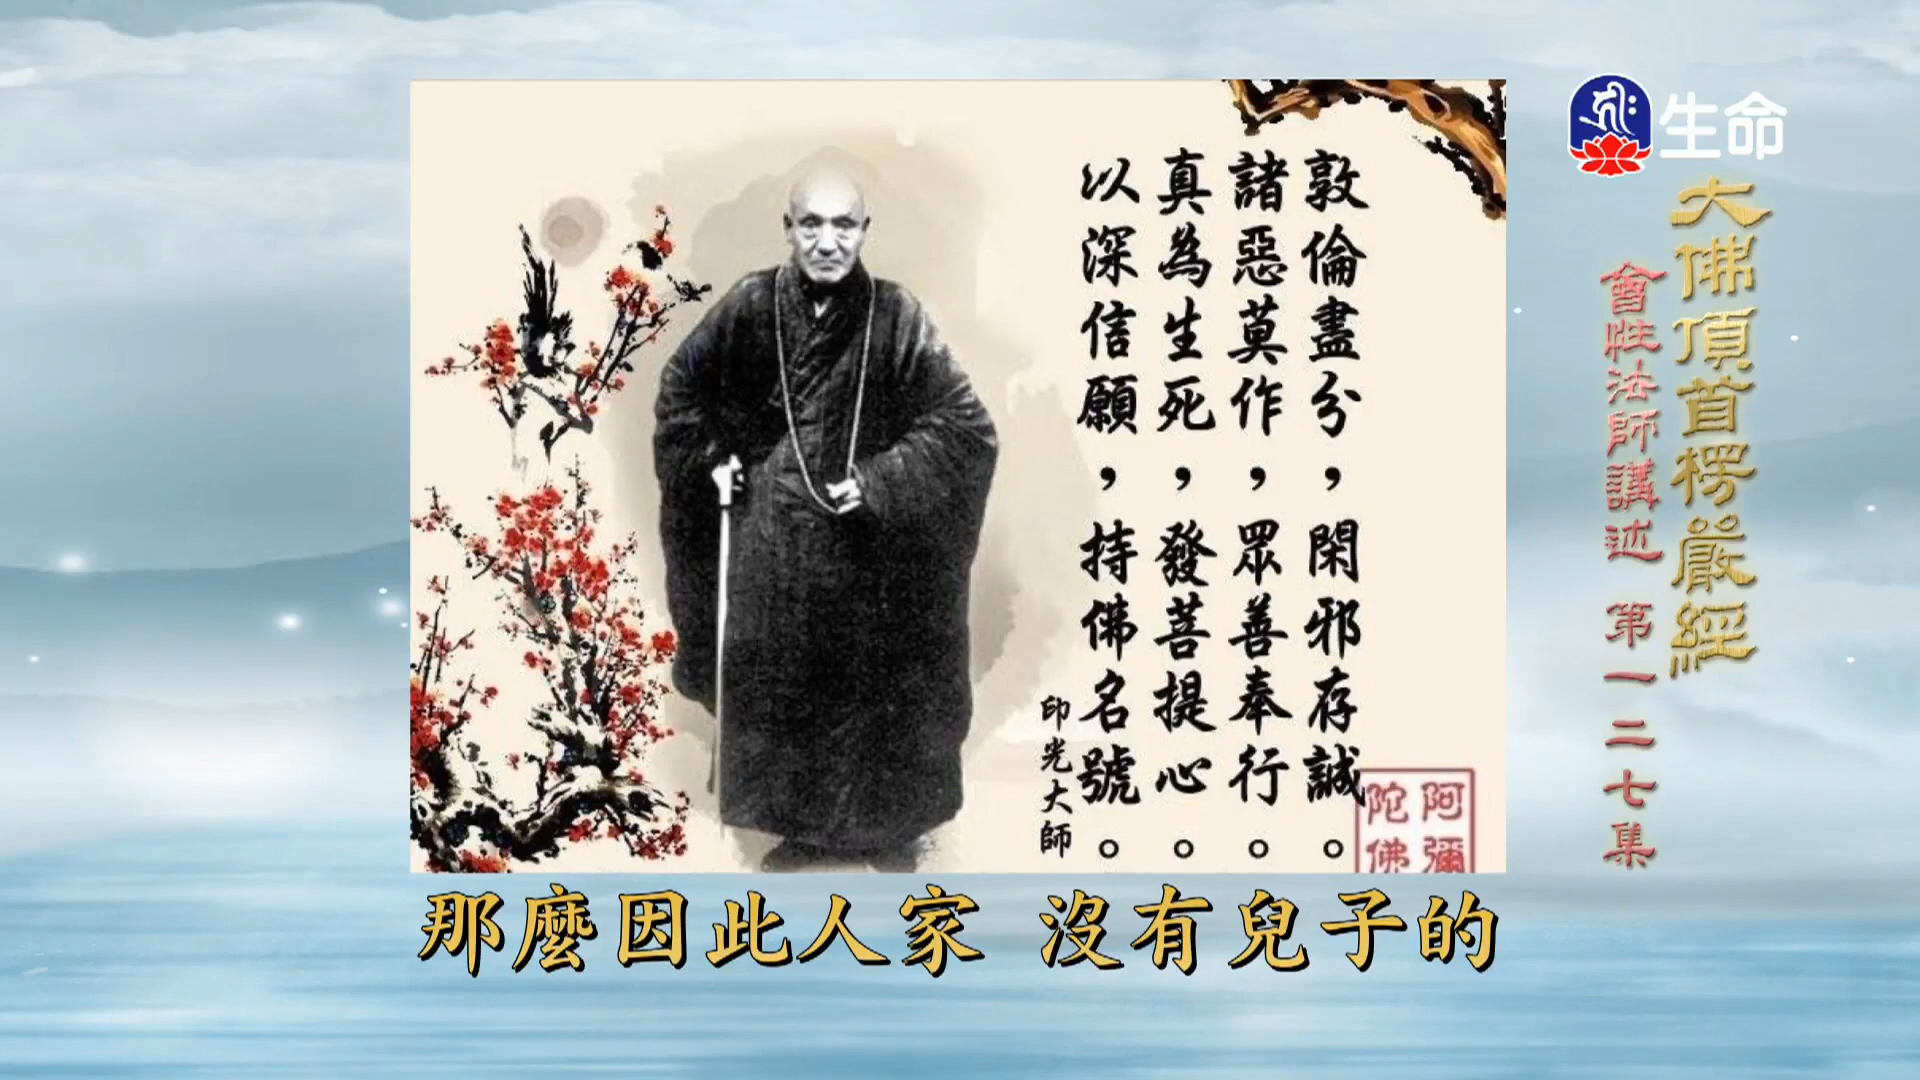 敦倫盡分，閑邪存誠。
諸惡莫作，眾善奉行。
真為生死，發菩提心。
以深信願，持佛名號。
印光大師
阿彌
陀佛
生命
大佛頂首楞嚴經
會性法師講述 第一二七集
那麼因此人家 沒有兒子的